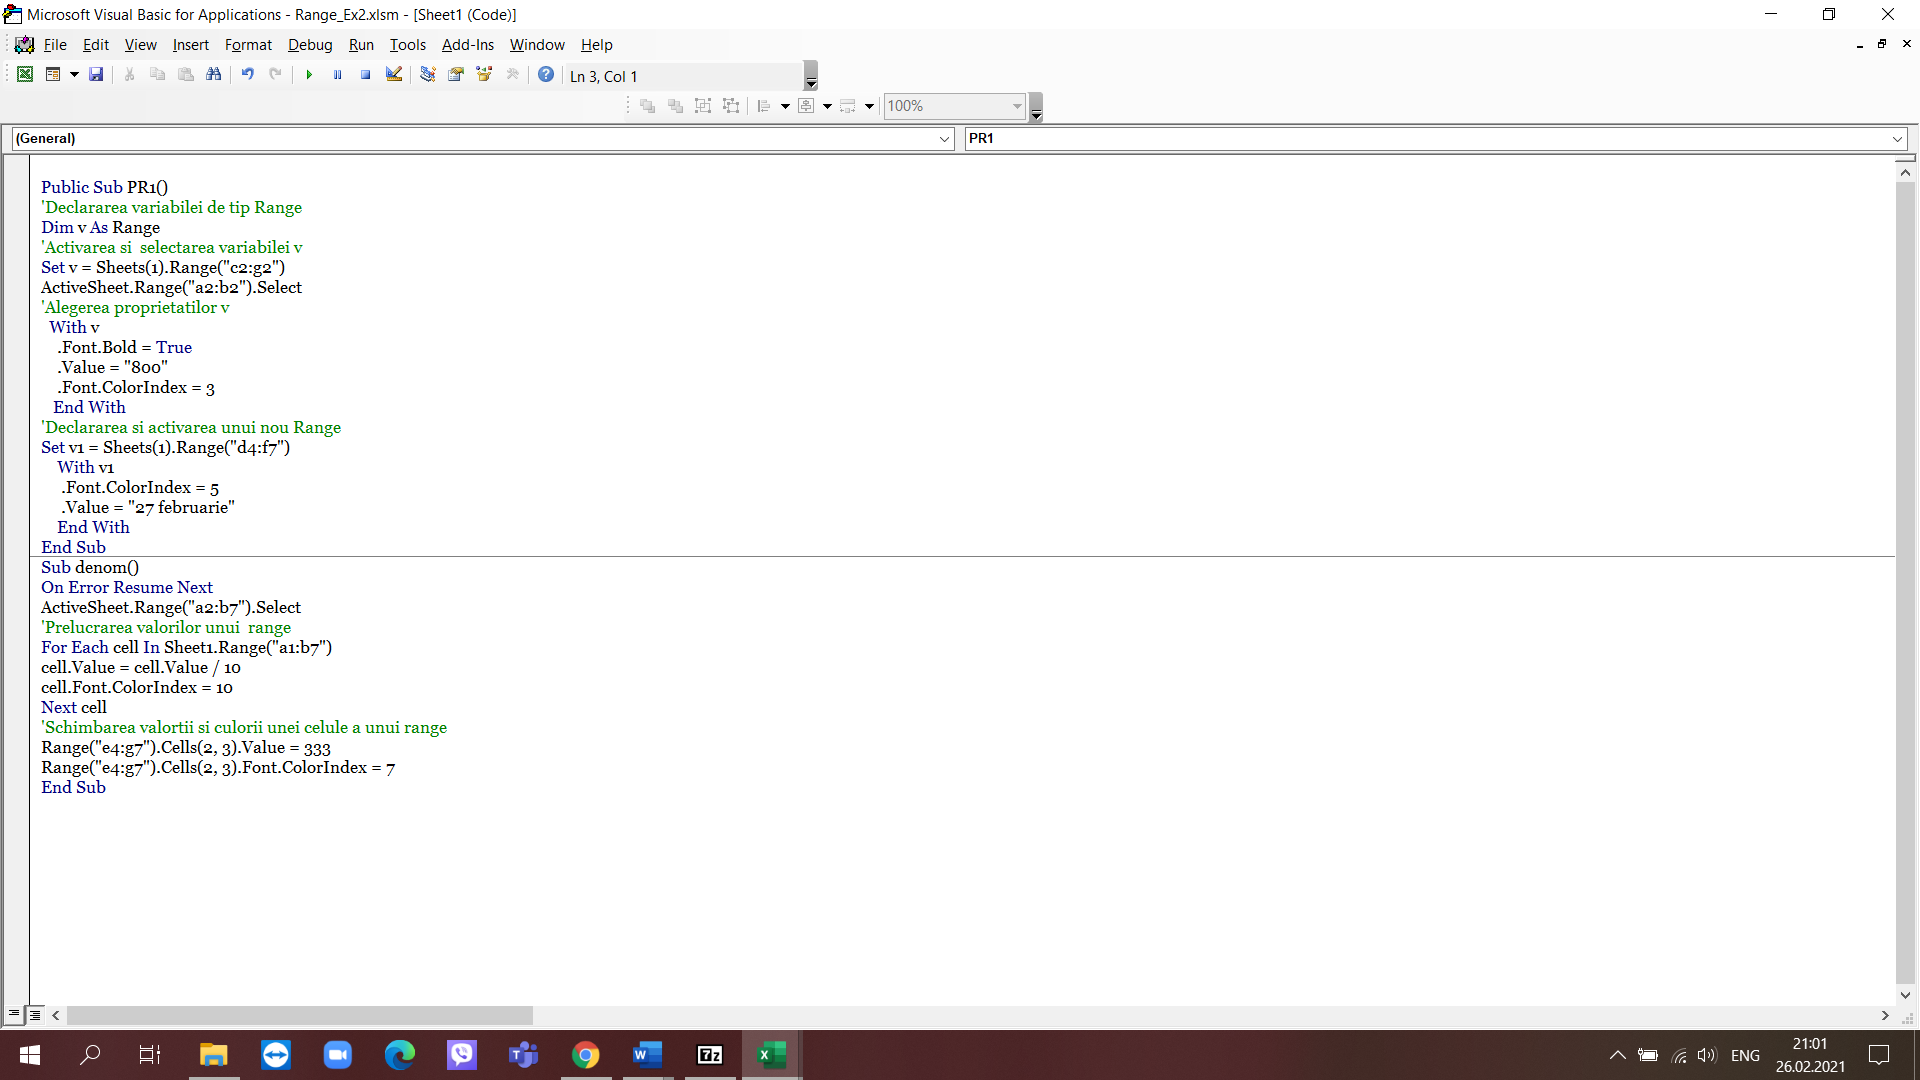 Microsoft Visual Basic for Applications - Range_Ex2.xlsm - [Sheet1 (Code)]
File Edit View Insert Format Debug Run Tools Add-Ins Window Help
Ln 3, Col 1
100%
(General) PR1
Public Sub PR1()
'Declararea variabilei de tip Range
Dim v As Range
'Activarea si  selectarea variabilei v
Set v = Sheets(1).Range("c2:g2")
ActiveSheet.Range("a2:b2").Select
'Alegerea proprietatilor v
With v
.Font.Bold = True
.Value = "800"
.Font.ColorIndex = 3
End With
'Declararea si activarea unui nou Range
Set v1 = Sheets(1).Range("d4:f7")
With v1
.Font.ColorIndex = 5
.Value = "27 februarie"
End With
End Sub
Sub denom()
On Error Resume Next
ActiveSheet.Range("a2:b7").Select
'Prelucrarea valorilor unui  range
For Each cell In Sheet1.Range("a1:b7")
cell.Value = cell.Value / 10
cell.Font.ColorIndex = 10
Next cell
'Schimbarea valortii si culorii unei celule a unui range
Range("e4:g7").Cells(2, 3).Value = 333
Range("e4:g7").Cells(2, 3).Font.ColorIndex = 7
End Sub
W 7z X
ENG
21:01
26.02.2021